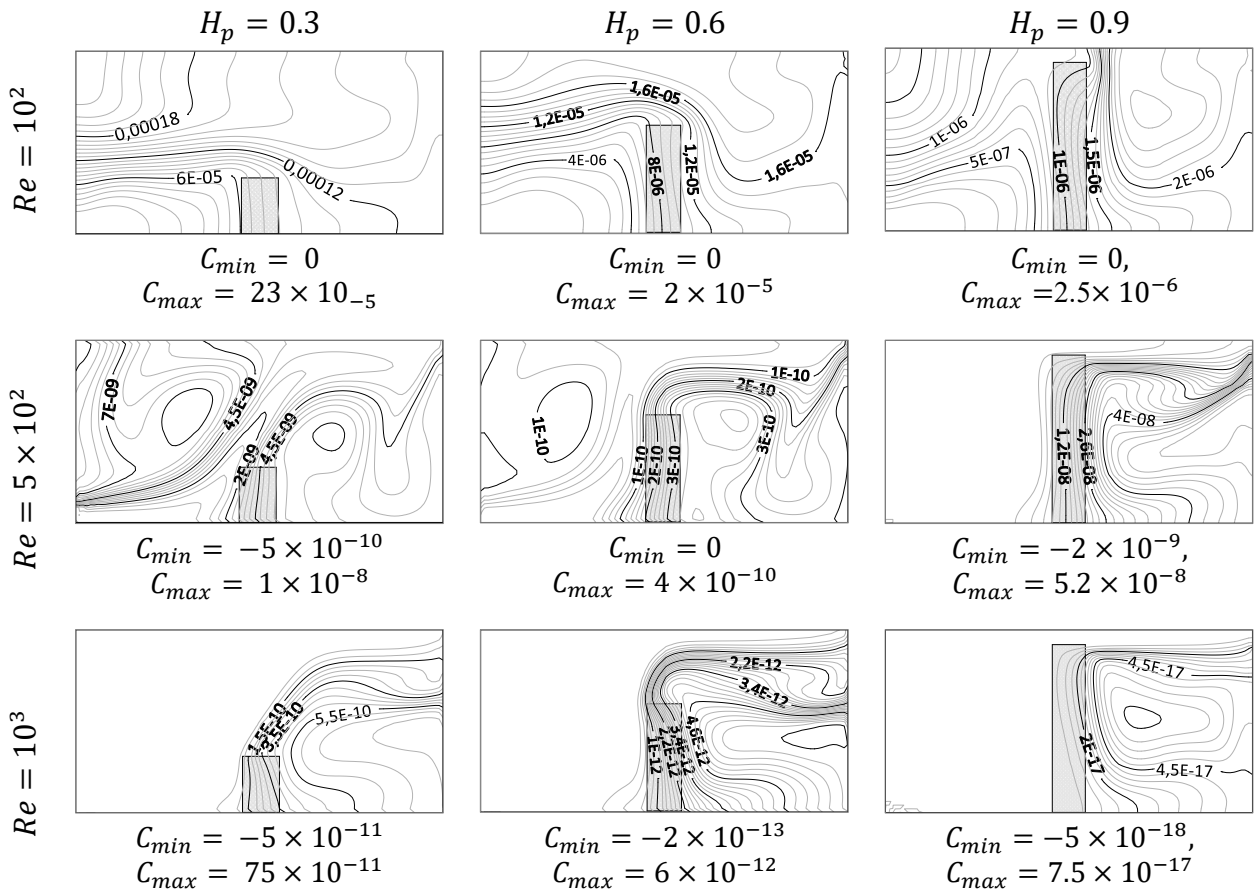 H_p = 0.3
H_p = 0.6
H_p = 0.9
Re = 10²
0,00018
6E-05
0,00012
1,6E-05
1,2E-05
4E-06
8E-06
1,2E-05
1,6E-05
1E-06
5E-07
1E-06
1,5E-06
2E-06
C_min = 0
C_max = 23 × 10₋₅
C_min = 0
C_max = 2 × 10⁻⁵
C_min = 0,
C_max =2.5× 10⁻⁶
Re = 5 × 10²
7E-09
4,5E-09
2E-09
4,5E-09
1E-10
1E-10
2E-10
1E-10
2E-10
3E-10
3E-10
4E-08
1,2E-08
2,6E-08
C_min = −5 × 10⁻¹⁰
C_max = 1 × 10⁻⁸
C_min = 0
C_max = 4 × 10⁻¹⁰
C_min = −2 × 10⁻⁹,
C_max = 5.2 × 10⁻⁸
Re = 10³
1,5E-10
3,5E-10
5,5E-10
2,2E-12
3,4E-12
1E-12
2,2E-12
3,4E-12
4,6E-12
4,5E-17
2E-17
4,5E-17
C_min = −5 × 10⁻¹¹
C_max = 75 × 10⁻¹¹
C_min = −2 × 10⁻¹³
C_max = 6 × 10⁻¹²
C_min = −5 × 10⁻¹⁸,
C_max = 7.5 × 10⁻¹⁷